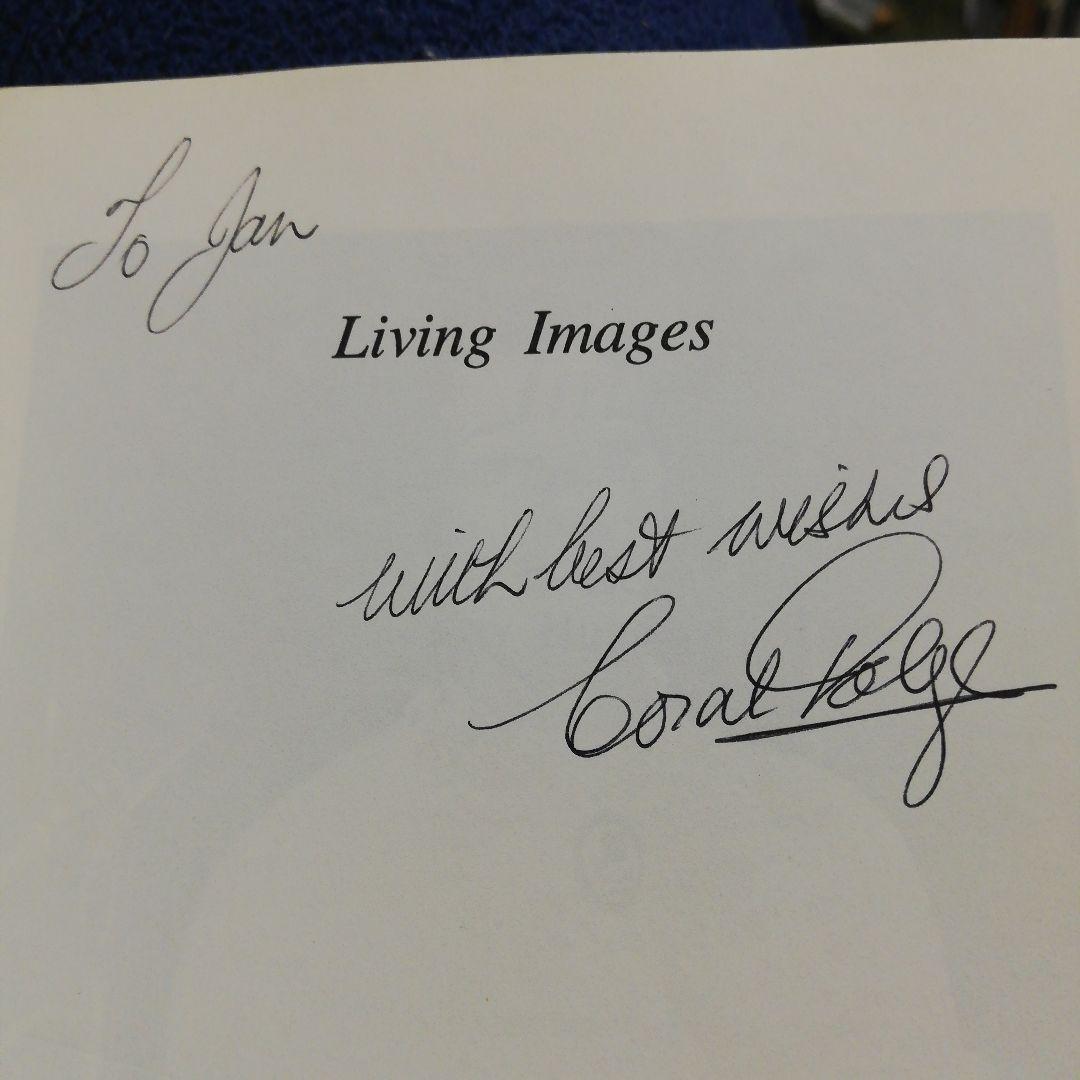 To Jan
Living Images
with best wishes
Coral Polge